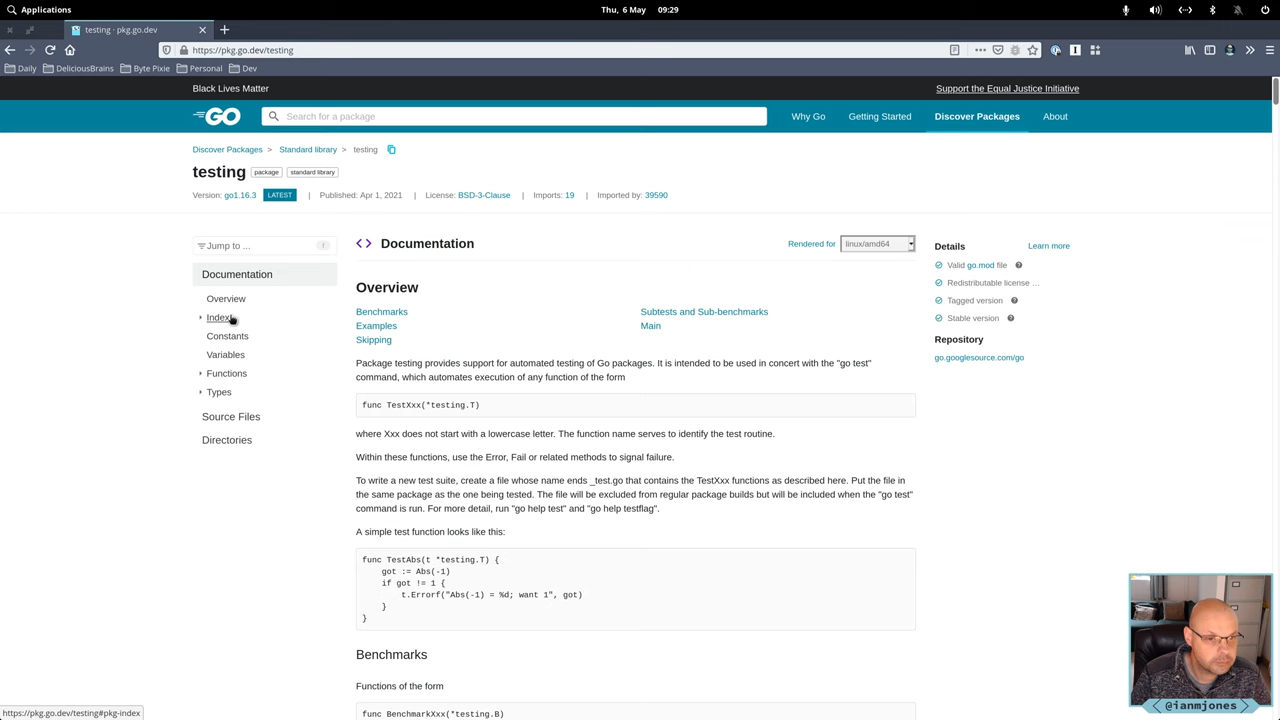 Applications
Thu, 6 May 09:29
testing · pkg.go.dev
https://pkg.go.dev/testing
Daily
DeliciousBrains
Byte Pixie
Personal
Dev
Black Lives Matter
Support the Equal Justice Initiative
GO
Search for a package
Why Go
Getting Started
Discover Packages
About
Discover Packages > Standard library > testing
testing package standard library
Version: go1.16.3 LATEST | Published: Apr 1, 2021 | License: BSD-3-Clause | Imports: 19 | Imported by: 39590
Jump to ...
Documentation
Overview
Index
Constants
Variables
Functions
Types
Source Files
Directories
Documentation
Rendered for linux/amd64
Overview
Benchmarks
Examples
Skipping
Subtests and Sub-benchmarks
Main
Package testing provides support for automated testing of Go packages. It is intended to be used in concert with the "go test"
command, which automates execution of any function of the form
func TestXxx(*testing.T)
where Xxx does not start with a lowercase letter. The function name serves to identify the test routine.
Within these functions, use the Error, Fail or related methods to signal failure.
To write a new test suite, create a file whose name ends _test.go that contains the TestXxx functions as described here. Put the file in
the same package as the one being tested. The file will be excluded from regular package builds but will be included when the "go test"
command is run. For more detail, run "go help test" and "go help testflag".
A simple test function looks like this:
func TestAbs(t *testing.T) {
got := Abs(-1)
if got != 1 {
t.Errorf("Abs(-1) = %d; want 1", got)
}
}
Benchmarks
Functions of the form
func BenchmarkXxx(*testing.B)
Details
Learn more
Valid go.mod file
Redistributable license ...
Tagged version
Stable version
Repository
go.googlesource.com/go
https://pkg.go.dev/testing#pkg-index
@ianmjones